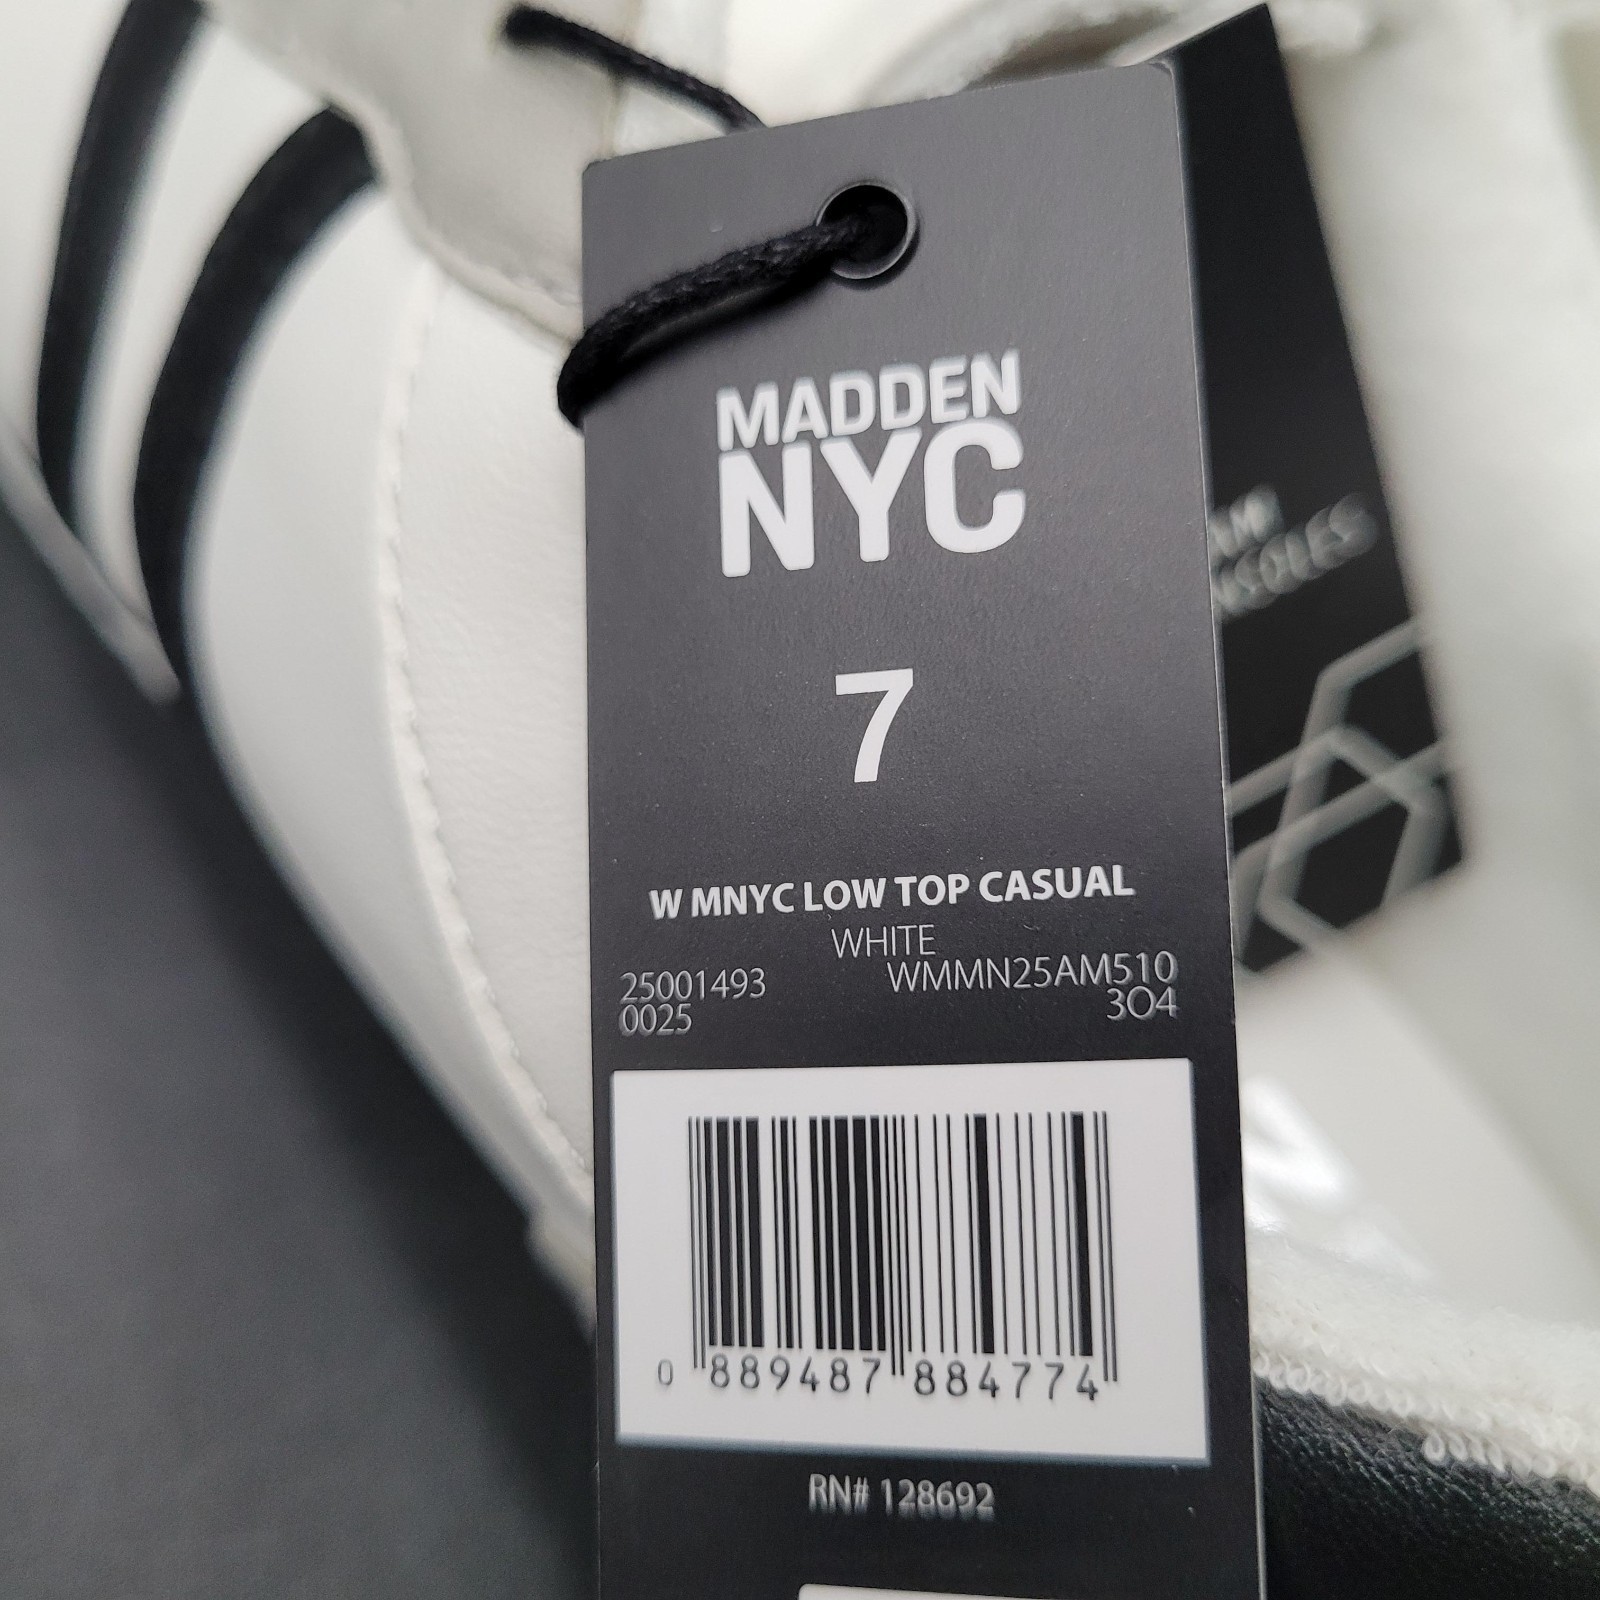 MADDEN
NYC
7
W MNYC LOW TOP CASUAL
WHITE
25001493 WMMN25AM510
0025 304
0 889487 884774
RN# 128692